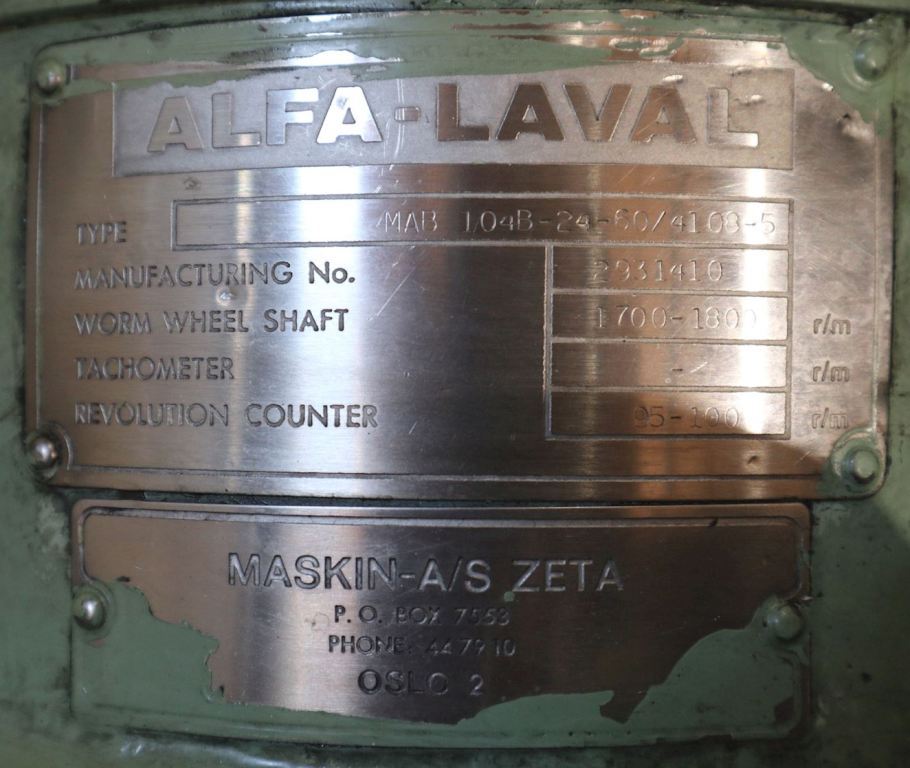 ALFA-LAVAL
TYPE MAB 104B-24-60/4108-5
MANUFACTURING No. 2931410
WORM WHEEL SHAFT 1700-1800 r/m
TACHOMETER - r/m
REVOLUTION COUNTER 95-100 r/m
MASKIN-A/S ZETA
P. O. BOX 7553
PHONE: 44 79 10
OSLO 2